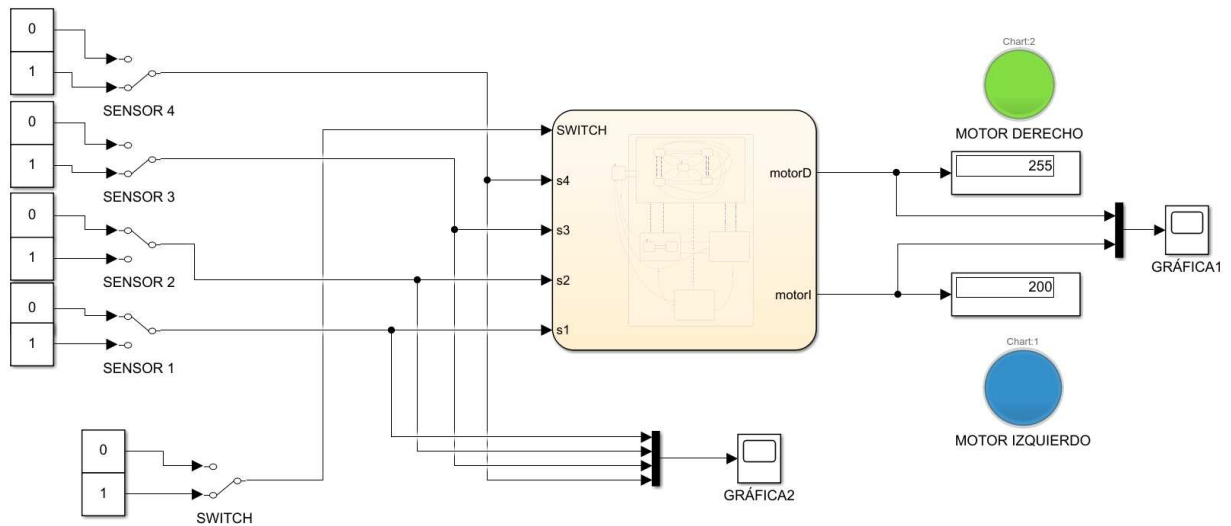 0
1
SENSOR 4
0
1
SENSOR 3
0
1
SENSOR 2
0
1
SENSOR 1
0
1
SWITCH
SWITCH
s4
s3
s2
s1
motorD
motorI
GRÁFICA2
Chart:2
MOTOR DERECHO
255
GRÁFICA1
200
Chart:1
MOTOR IZQUIERDO